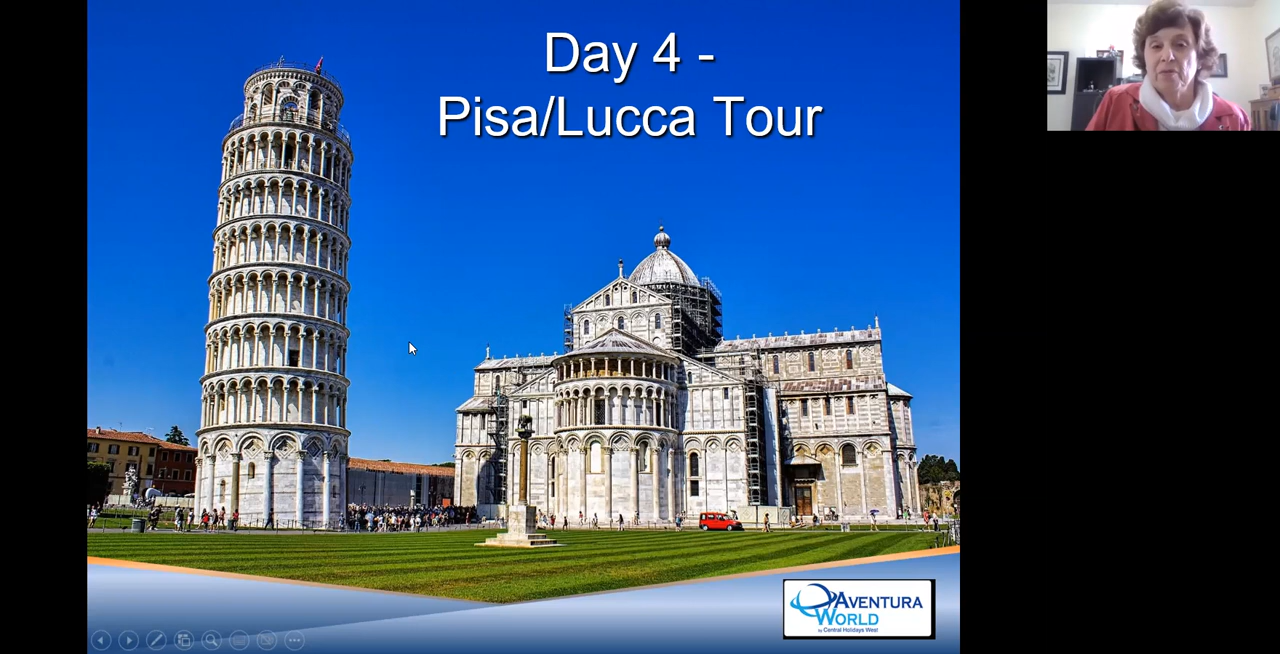 Day 4 -
Pisa/Lucca Tour
AVENTURA
WORLD
by Central Holidays West